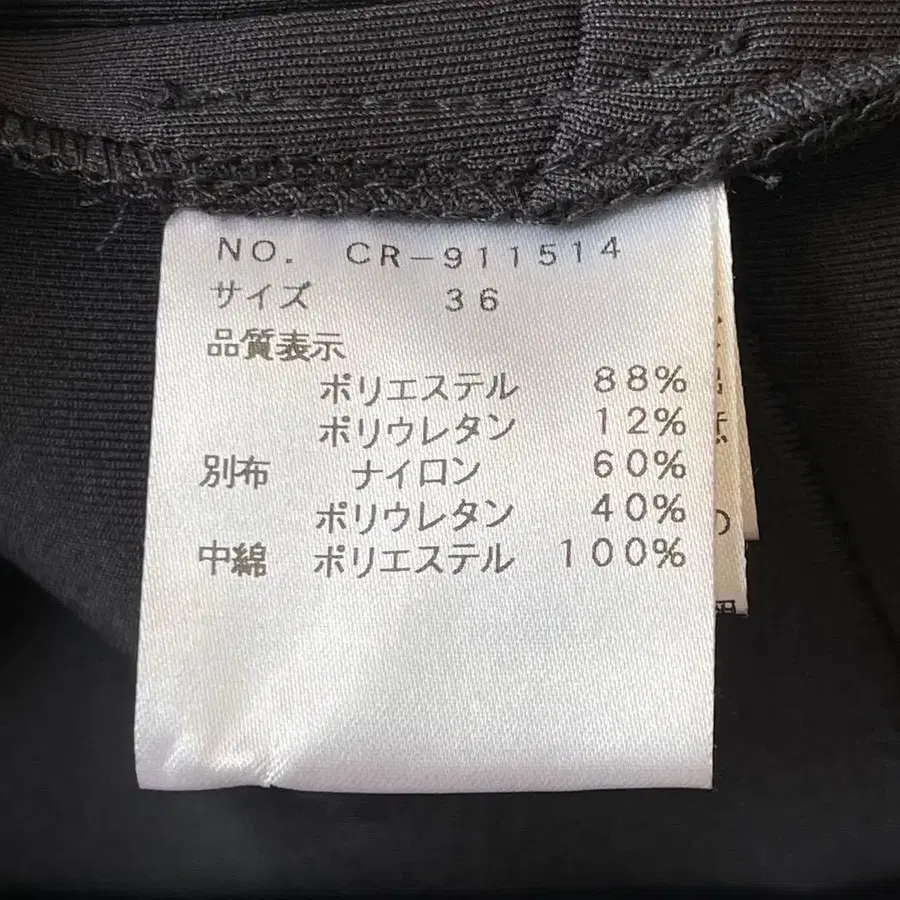 NO. CR-911514
サイズ 36
品質表示
ポリエステル 88%
ポリウレタン 12%
別布 ナイロン 60%
ポリウレタン 40%
中綿 ポリエステル 100%